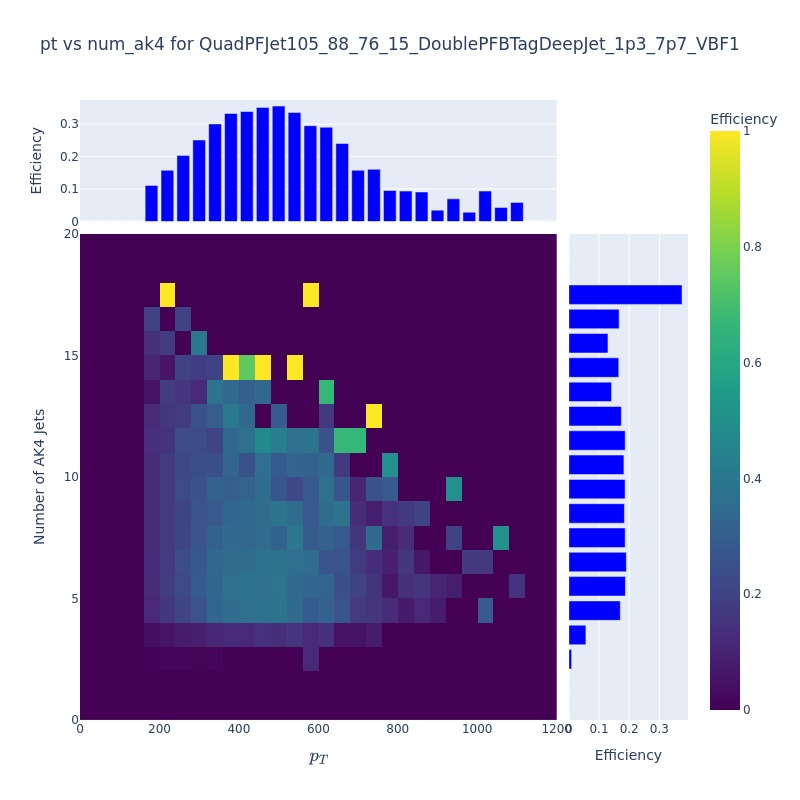 pt vs num_ak4 for QuadPFJet105_88_76_15_DoublePFBTagDeepJet_1p3_7p7_VBF1
Efficiency
0.3
0.2
0.1
0
Efficiency
1
0.8
0.6
0.4
0.2
0
Number of AK4 Jets
20
15
10
5
0
0 200 400 600 800 1000 1200
p_T
0 0.1 0.2 0.3
Efficiency